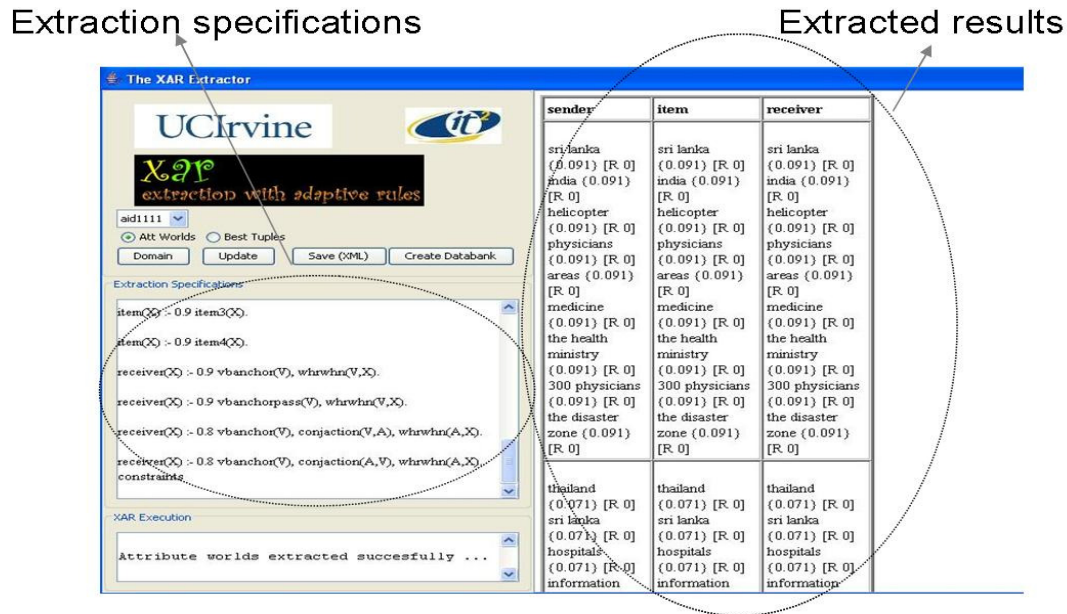 Extraction specifications
Extracted results
The XAR Extractor
UCIrvine
it²
xar
extraction with adaptive rules
aid1111
Att Worlds
Best Tuples
Domain
Update
Save (XML)
Create Databank
Extraction Specifications
item(X) :- 0.9 item3(X).
item(X) :- 0.9 item4(X).
receiver(X) :- 0.9 vbanchor(V), whrwhn(V,X).
receiver(X) :- 0.9 vbanchorpass(V), whrwhn(V,X).
receiver(X) :- 0.8 vbanchor(V), conjaction(V,A), whrwhn(A,X).
receiver(X) :- 0.8 vbanchor(V), conjaction(A,V), whrwhn(A,X)
constraints
XAR Execution
Attribute worlds extracted succesfully ...
sender
item
receiver
sri lanka
(0.091) [R 0]
india (0.091)
[R 0]
helicopter
(0.091) [R 0]
physicians
(0.091) [R 0]
areas (0.091)
[R 0]
medicine
(0.091) [R 0]
the health
ministry
(0.091) [R 0]
300 physicians
(0.091) [R 0]
the disaster
zone (0.091)
[R 0]
sri lanka
(0.091) [R 0]
india (0.091)
[R 0]
helicopter
(0.091) [R 0]
physicians
(0.091) [R 0]
areas (0.091)
[R 0]
medicine
(0.091) [R 0]
the health
ministry
(0.091) [R 0]
300 physicians
(0.091) [R 0]
the disaster
zone (0.091)
[R 0]
sri lanka
(0.091) [R 0]
india (0.091)
[R 0]
helicopter
(0.091) [R 0]
physicians
(0.091) [R 0]
areas (0.091)
[R 0]
medicine
(0.091) [R 0]
the health
ministry
(0.091) [R 0]
300 physicians
(0.091) [R 0]
the disaster
zone (0.091)
[R 0]
thailand
(0.071) [R 0]
sri lanka
(0.071) [R 0]
hospitals
(0.071) [R 0]
information
thailand
(0.071) [R 0]
sri lanka
(0.071) [R 0]
hospitals
(0.071) [R 0]
information
thailand
(0.071) [R 0]
sri lanka
(0.071) [R 0]
hospitals
(0.071) [R 0]
information